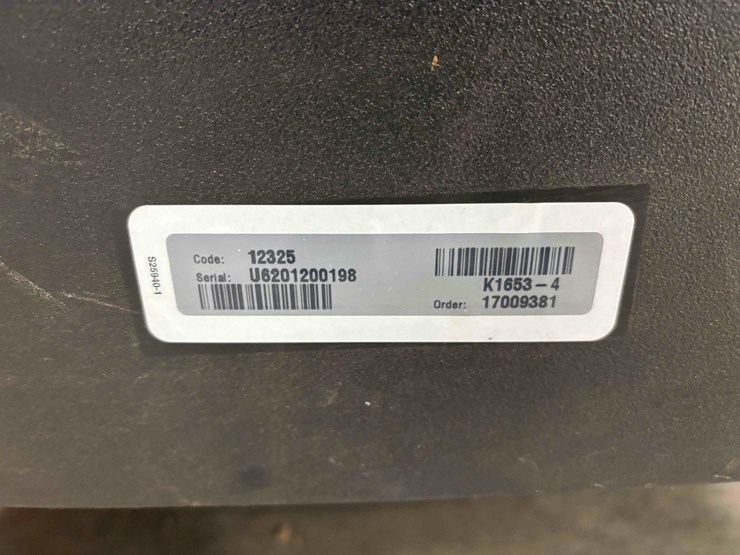 S25940-1
Code: 12325
Serial: U6201200198
K1653-4
Order: 17009381